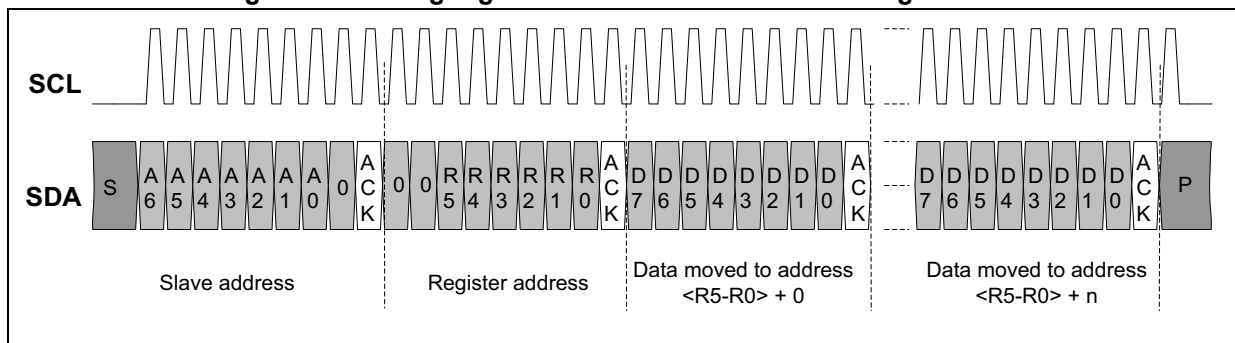 SCL
SDA S A6 A5 A4 A3 A2 A1 A0 0 ACK 0 0 R5 R4 R3 R2 R1 R0 ACK D7 D6 D5 D4 D3 D2 D1 D0 ACK D7 D6 D5 D4 D3 D2 D1 D0 ACK P
Slave address
Register address
Data moved to address
<R5-R0> + 0
Data moved to address
<R5-R0> + n